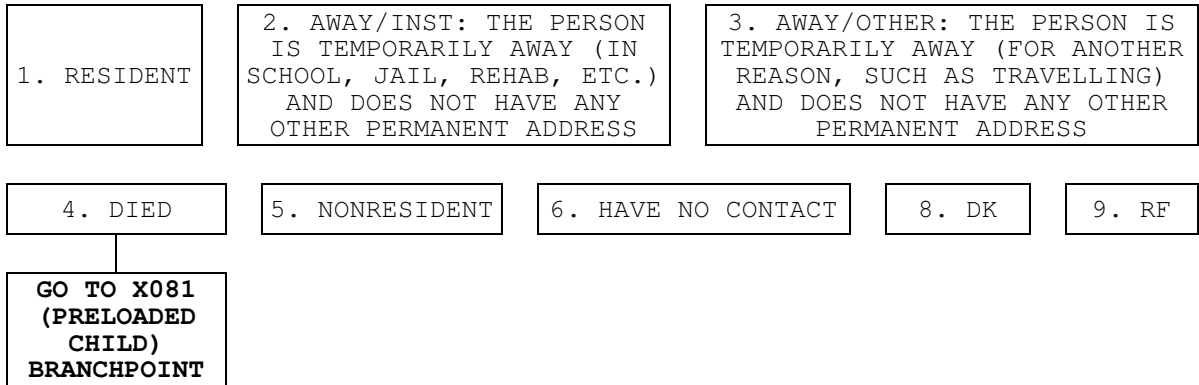 1. RESIDENT
2. AWAY/INST: THE PERSON
IS TEMPORARILY AWAY (IN
SCHOOL, JAIL, REHAB, ETC.)
AND DOES NOT HAVE ANY
OTHER PERMANENT ADDRESS
3. AWAY/OTHER: THE PERSON IS
TEMPORARILY AWAY (FOR ANOTHER
REASON, SUCH AS TRAVELLING)
AND DOES NOT HAVE ANY OTHER
PERMANENT ADDRESS
4. DIED
5. NONRESIDENT
6. HAVE NO CONTACT
8. DK
9. RF
GO TO X081
(PRELOADED
CHILD)
BRANCHPOINT